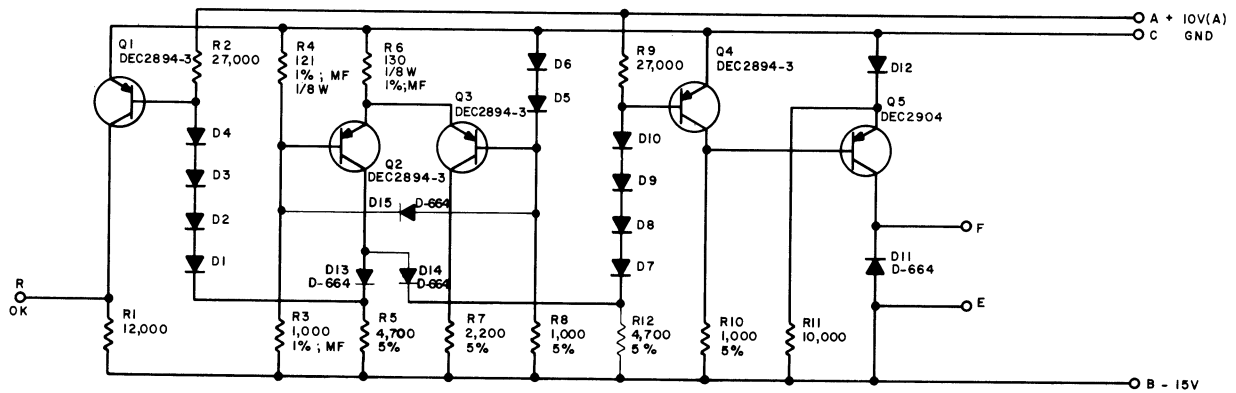 A + 10V(A)
C GND
Q1
DEC2894-3
R2
27,000
R4
121
1% ; MF
1/8 W
R6
130
1/8 W
1%;MF
Q3
DEC2894-3
D6
D5
R9
27,000
Q4
DEC2894-3
D12
Q5
DEC2904
D4
D3
D2
D1
Q2
DEC2894-3
D15
D-664
D10
D9
D8
D7
D13
D-664
D14
D-664
F
D11
D-664
E
R
OK
R1
12,000
R3
1,000
1% ; MF
R5
4,700
5%
R7
2,200
5%
R8
1,000
5%
R12
4,700
5%
R10
1,000
5%
R11
10,000
B - 15V